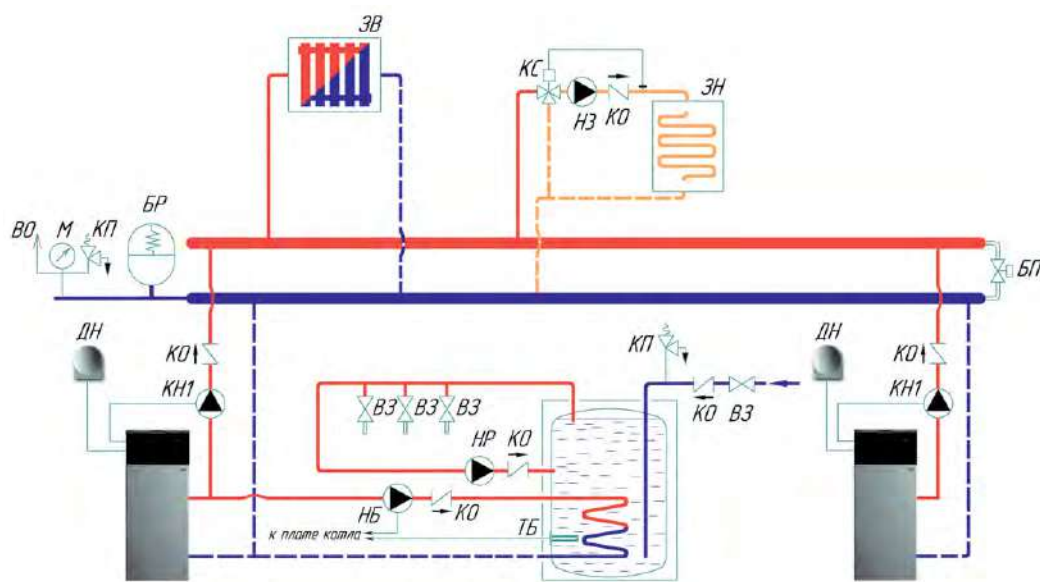 ЗВ
КС
НЗ
КО
ЗН
ВО
М
КП
БР
БП
ДН
КО
КН1
КП
КО
ВЗ
ДН
КО
КН1
ВЗ
ВЗ
ВЗ
НР
КО
НБ
КО
ТБ
к плате котла